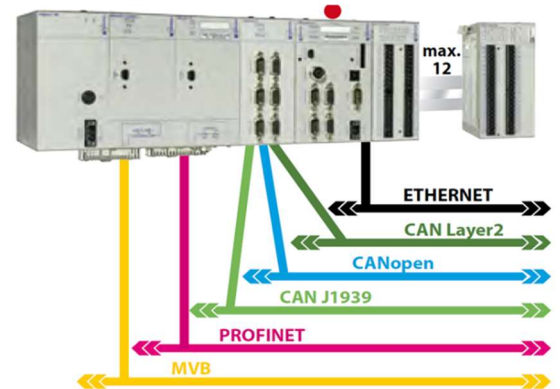 max.
12
ETHERNET
CAN Layer2
CANopen
CAN J1939
PROFINET
MVB